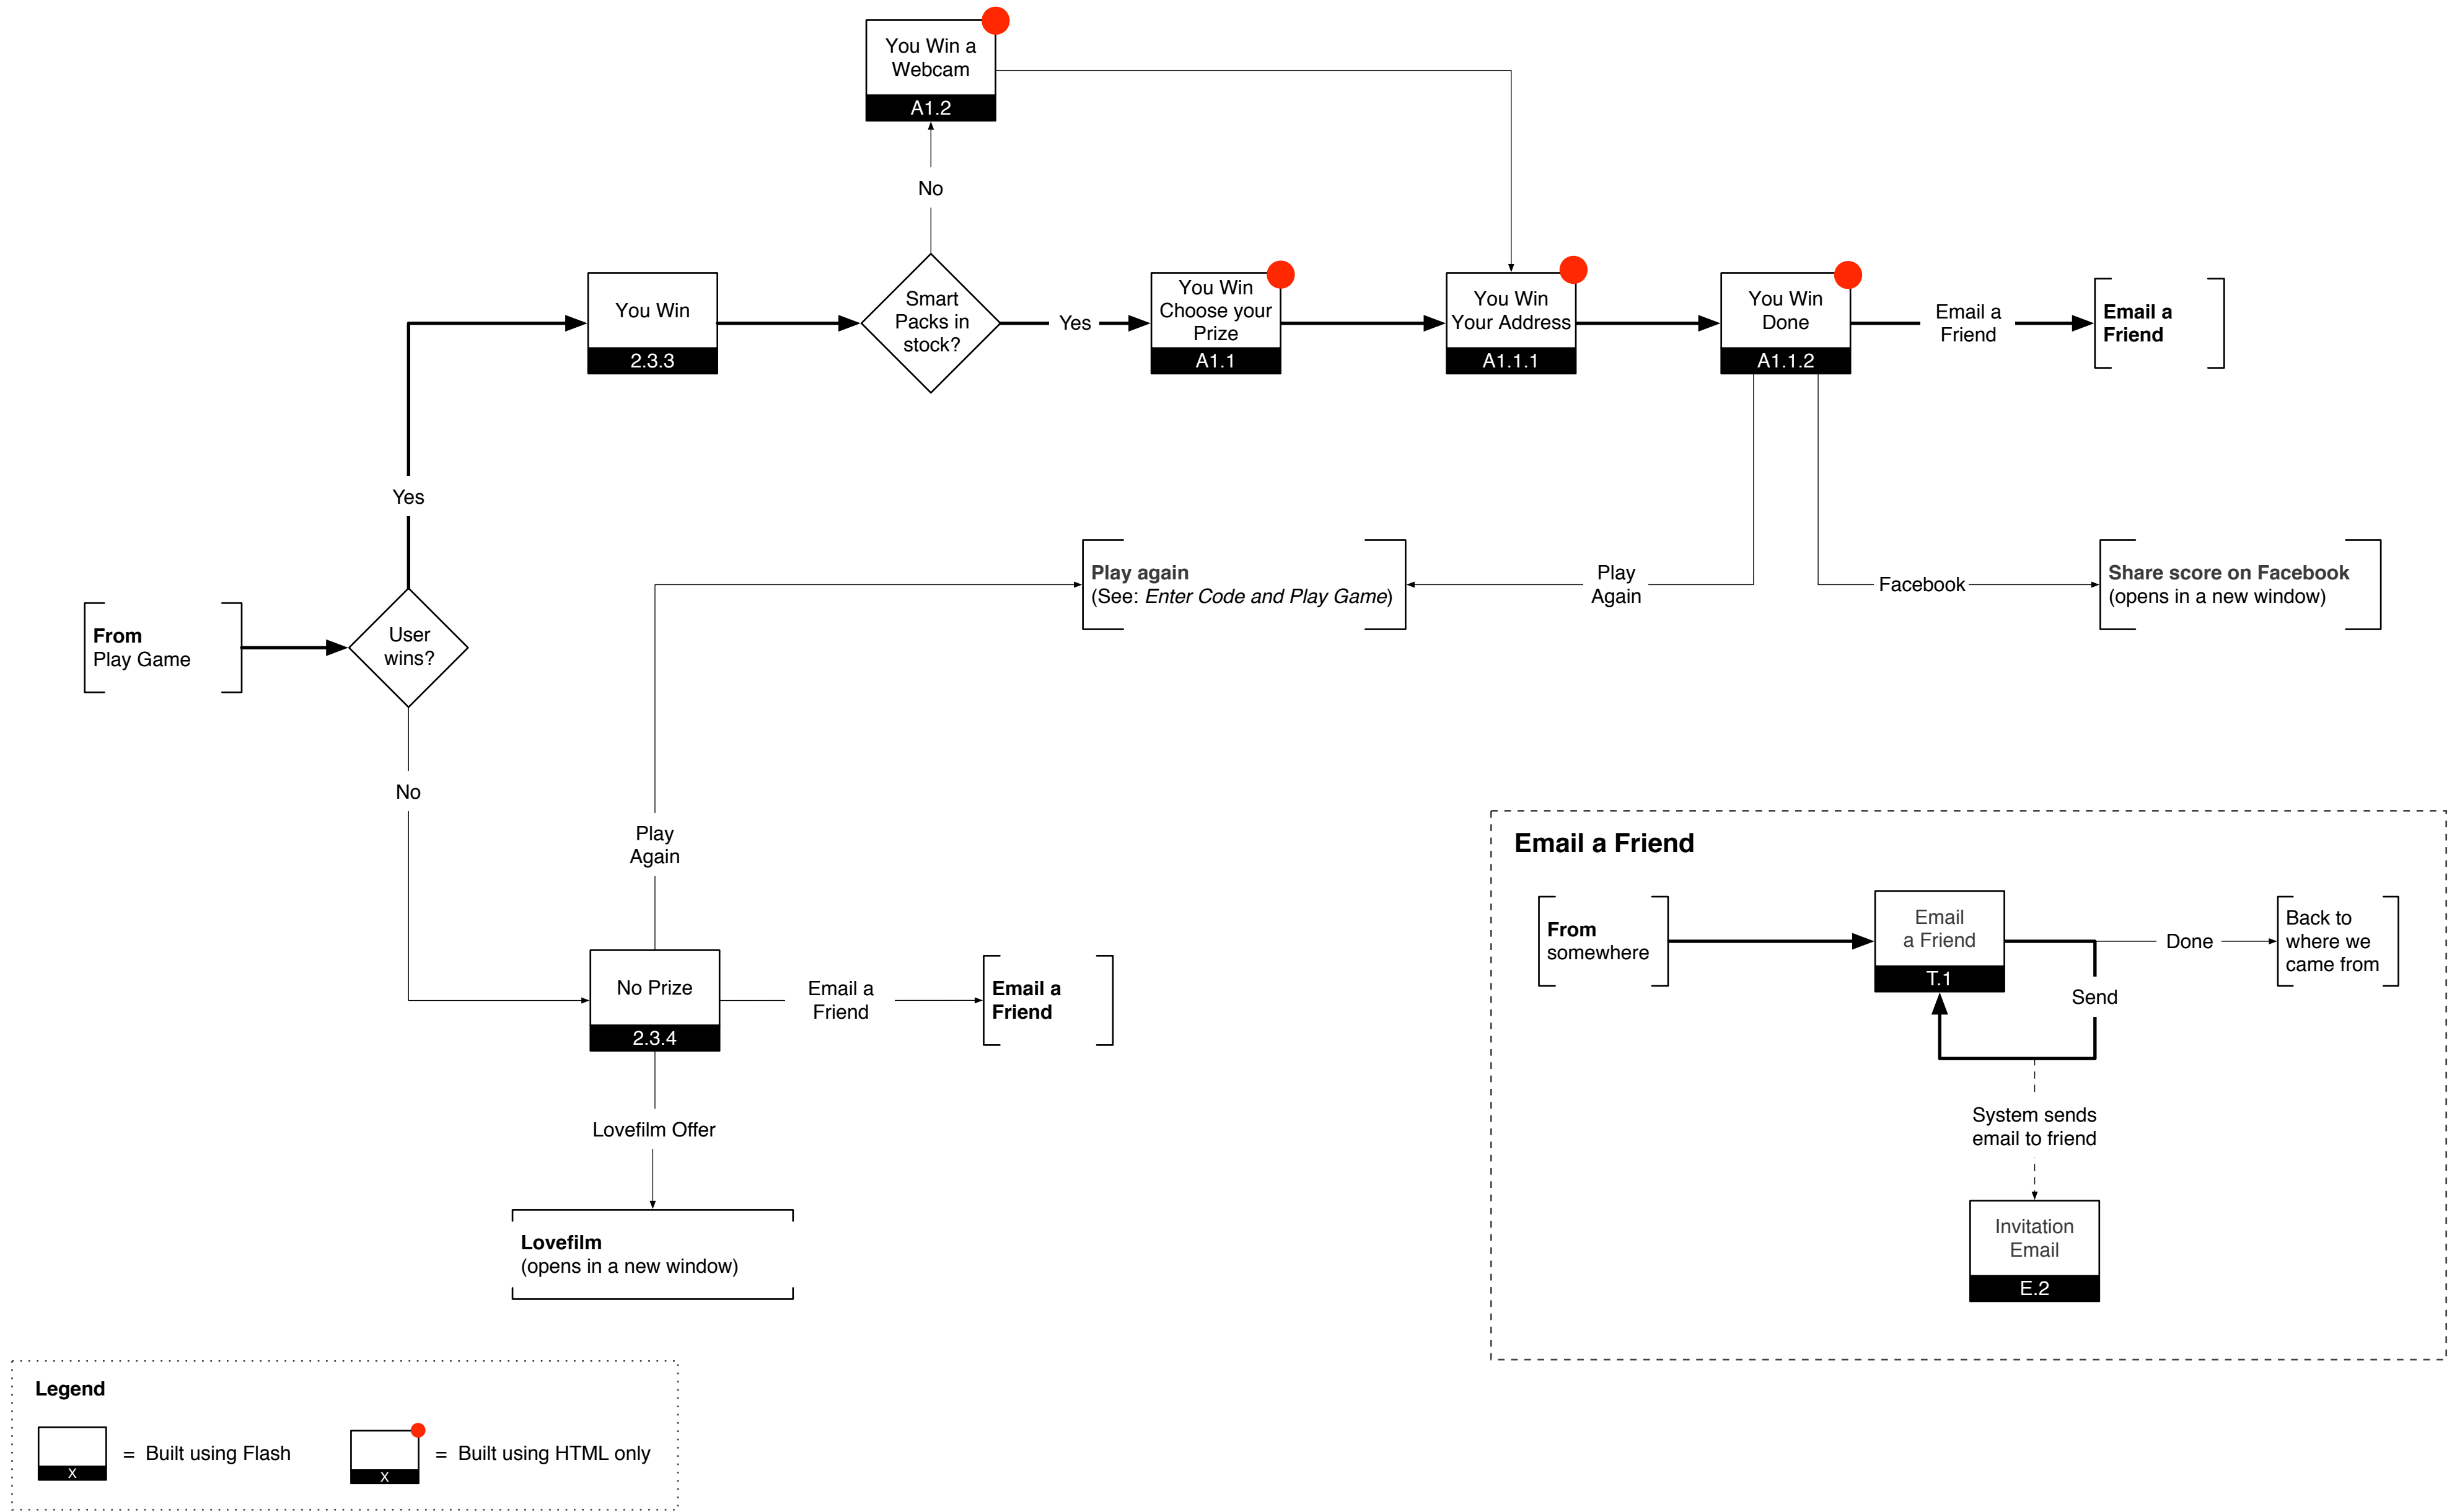 You Win a
Webcam
A1.2
No
You Win
2.3.3
Smart
Packs in
stock?
Yes
You Win
Choose your
Prize
A1.1
You Win
Your Address
A1.1.1
You Win
Done
A1.1.2
Email a
Friend
Email a
Friend
Yes
Play again
(See: Enter Code and Play Game)
Play
Again
Facebook
Share score on Facebook
(opens in a new window)
From
Play Game
User
wins?
No
Play
Again
No Prize
2.3.4
Email a
Friend
Email a
Friend
Lovefilm Offer
Lovefilm
(opens in a new window)
Email a Friend
From
somewhere
Email
a Friend
T.1
Done
Back to
where we
came from
Send
System sends
email to friend
Invitation
Email
E.2
Legend
X
= Built using Flash
X
= Built using HTML only